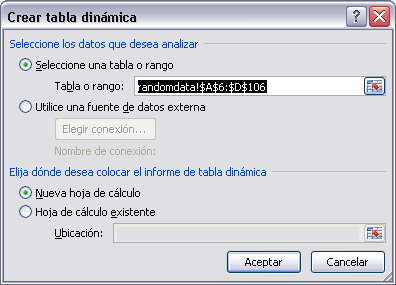 Crear tabla dinámica
Seleccione los datos que desea analizar
Seleccione una tabla o rango
Tabla o rango: randomdata!$A$6:$D$106
Utilice una fuente de datos externa
Elegir conexión...
Nombre de conexión:
Elija dónde desea colocar el informe de tabla dinámica
Nueva hoja de cálculo
Hoja de cálculo existente
Ubicación:
Aceptar Cancelar